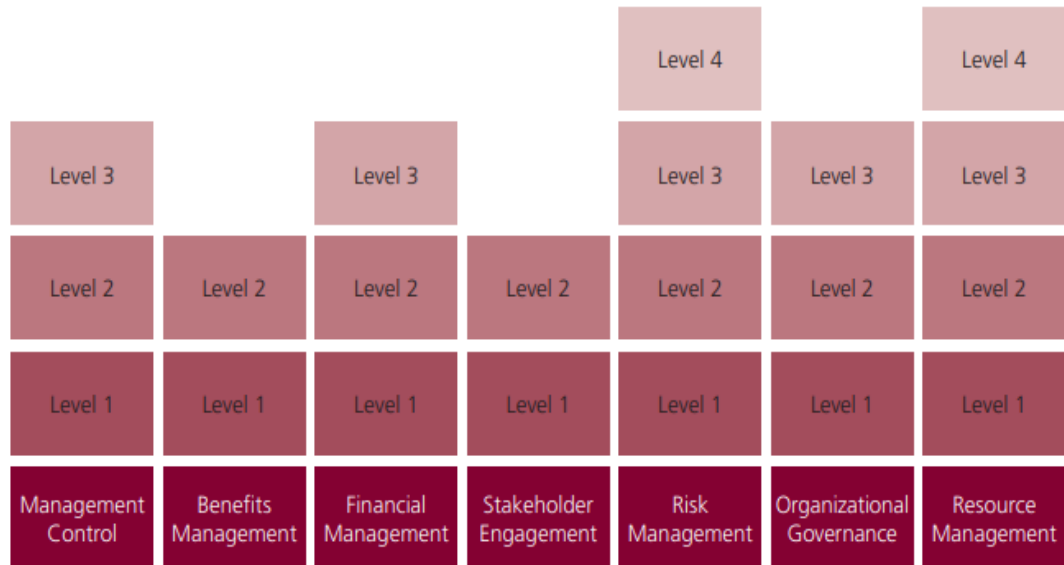 Level 4 Level 4
Level 3 Level 3 Level 3 Level 3 Level 3
Level 2 Level 2 Level 2 Level 2 Level 2 Level 2 Level 2
Level 1 Level 1 Level 1 Level 1 Level 1 Level 1 Level 1
Management
Control
Benefits
Management
Financial
Management
Stakeholder
Engagement
Risk
Management
Organizational
Governance
Resource
Management